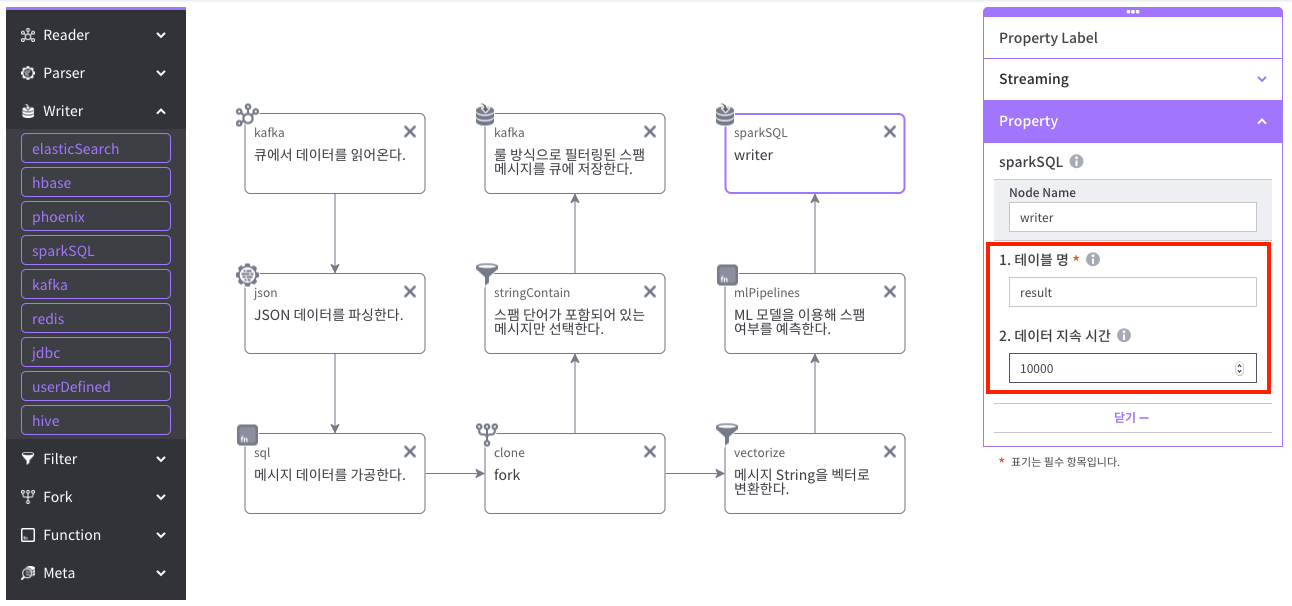 Reader
Parser
Writer
elasticSearch
hbase
phoenix
sparkSQL
kafka
redis
jdbc
userDefined
hive
Filter
Fork
Function
Meta
kafka
큐에서 데이터를 읽어온다.
kafka
룰 방식으로 필터링된 스팸
메시지를 큐에 저장한다.
sparkSQL
writer
json
JSON 데이터를 파싱한다.
stringContain
스팸 단어가 포함되어 있는
메시지만 선택한다.
fn
mlPipelines
ML 모델을 이용해 스팸
여부를 예측한다.
fn
sql
메시지 데이터를 가공한다.
clone
fork
vectorize
메시지 String을 벡터로
변환한다.
Property Label
Streaming
Property
sparkSQL
Node Name
writer
1. 테이블 명 *
result
2. 데이터 지속 시간
10000
닫기 —
* 표기는 필수 항목입니다.